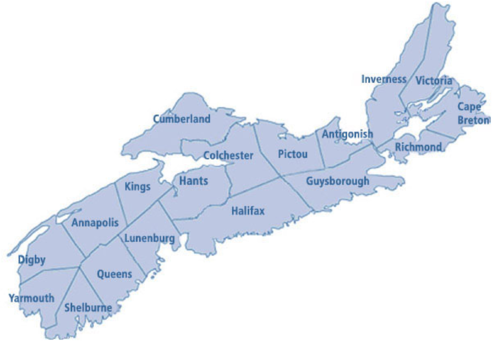 Inverness
Victoria
Cape
Breton
Cumberland
Antigonish
Richmond
Colchester
Pictou
Kings
Hants
Guysborough
Halifax
Annapolis
Lunenburg
Digby
Queens
Yarmouth
Shelburne